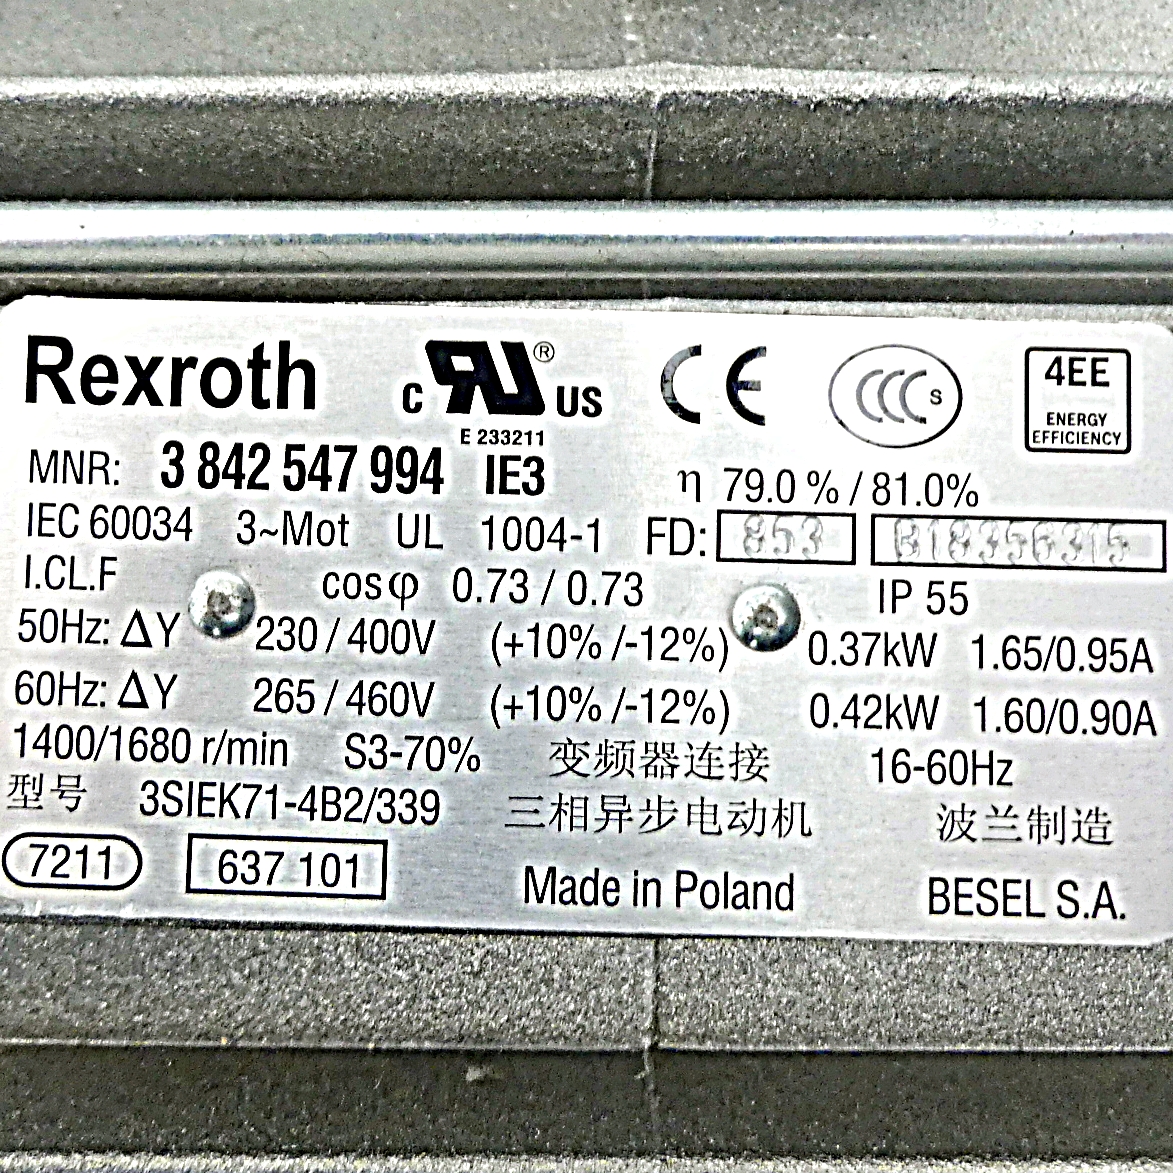 Rexroth c RU® US CE CCC S 4EE
ENERGY
EFFICIENCY
E 233211
MNR: 3 842 547 994 IE3 η 79.0 % / 81.0%
IEC 60034 3~Mot UL 1004-1 FD: 853 B18356315
I.CL.F cosφ 0.73 / 0.73 IP 55
50Hz: ΔY 230 / 400V (+10% /-12%) 0.37kW 1.65/0.95A
60Hz: ΔY 265 / 460V (+10% /-12%) 0.42kW 1.60/0.90A
1400/1680 r/min S3-70% 变频器连接 16-60Hz
型号 3SIEK71-4B2/339 三相异步电动机 波兰制造
7211 637 101 Made in Poland BESEL S.A.